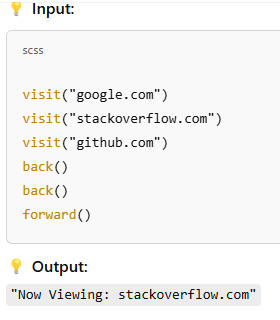 💡 Input:
scss
visit("google.com")
visit("stackoverflow.com")
visit("github.com")
back()
back()
forward()
💡 Output:
"Now Viewing: stackoverflow.com"